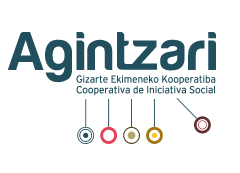 Agintzari
Gizarte Ekimeneko Kooperatiba
Cooperativa de Iniciativa Social